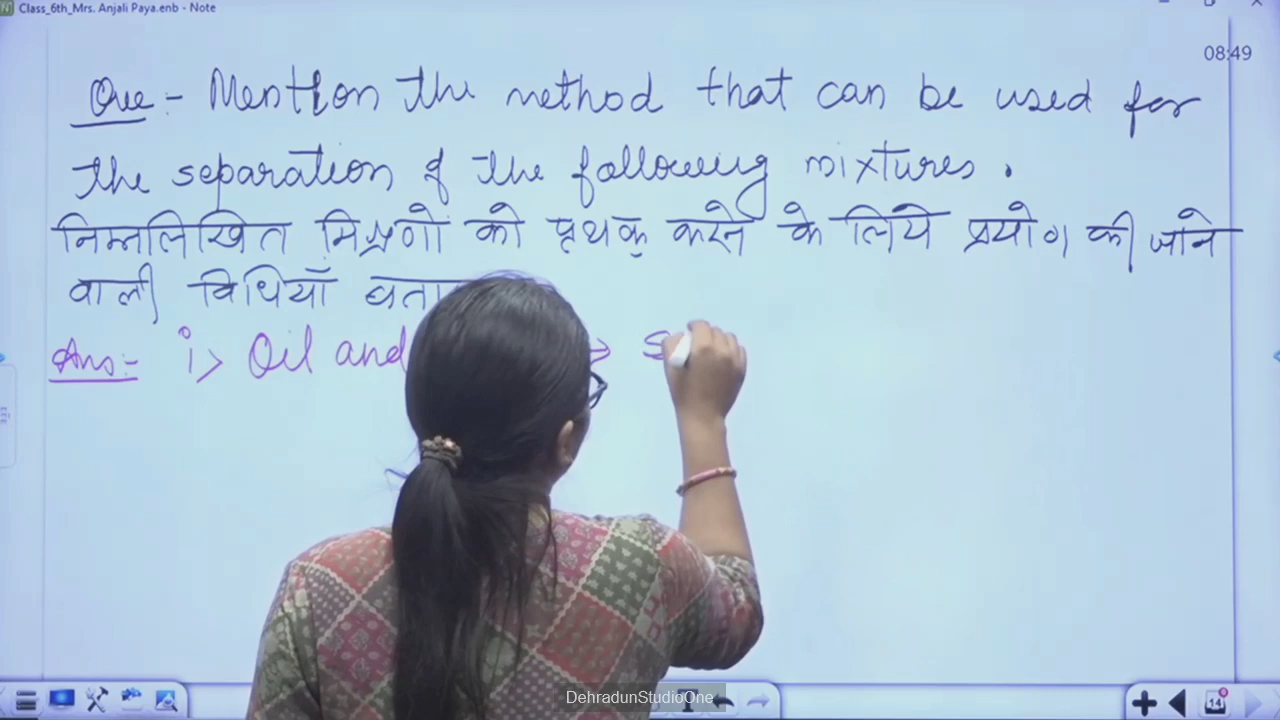 Class_6th_Mrs. Anjali Paya.enb - Note
08:49
Que :- Mention the method that can be used for
the separation of the following mixtures.
निम्नलिखित मिश्रणों को पृथक् करने के लिये प्रयोग की जाने
वाली विधियाँ
Ans :- i> Oil and → S
14
DehradunStudioOne